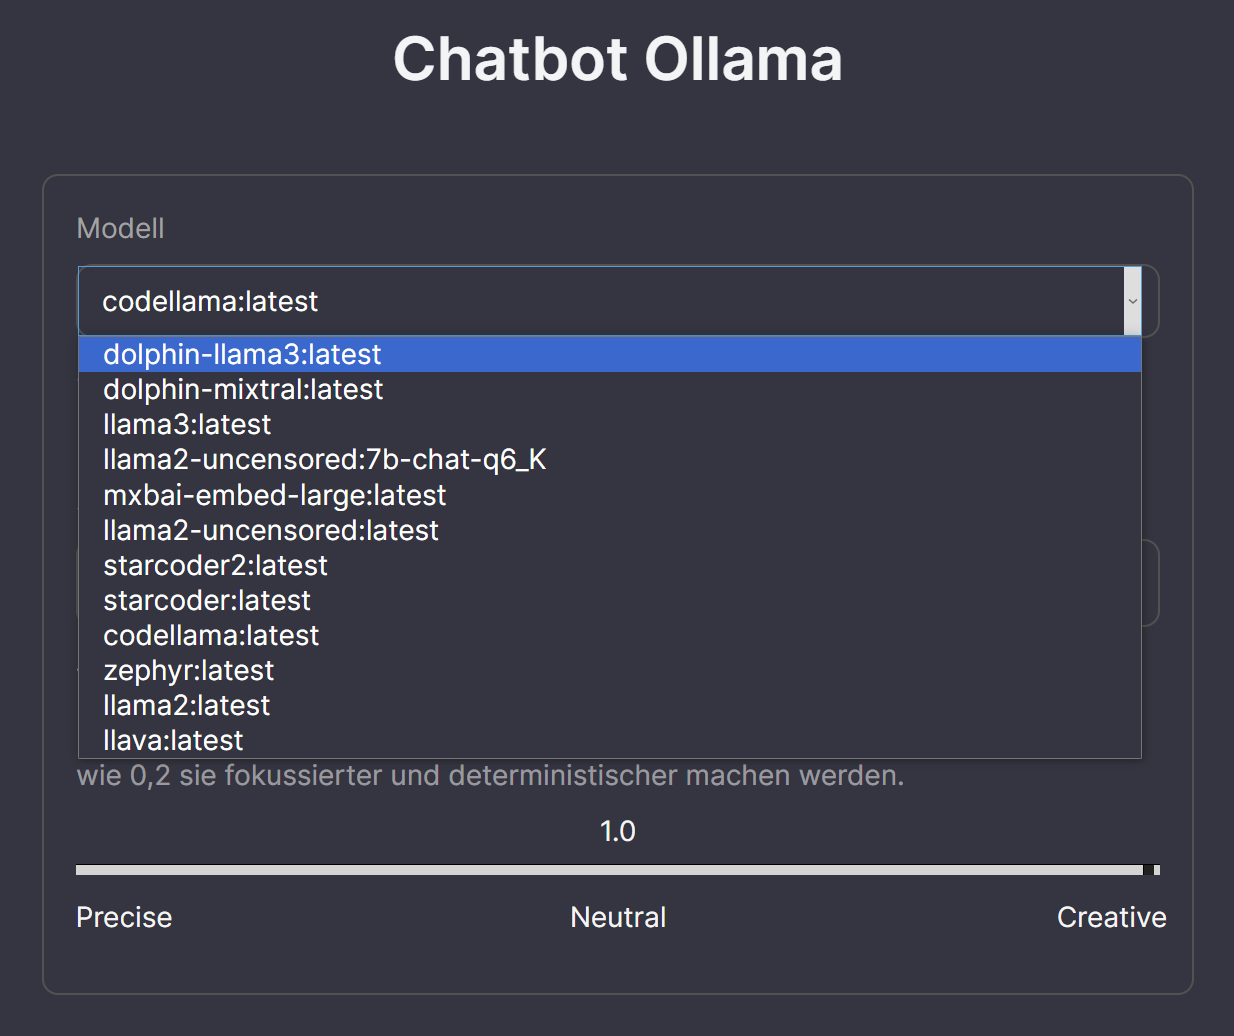 Chatbot Ollama
Modell
codellama:latest
dolphin-llama3:latest
dolphin-mixtral:latest
llama3:latest
llama2-uncensored:7b-chat-q6_K
mxbai-embed-large:latest
llama2-uncensored:latest
starcoder2:latest
starcoder:latest
codellama:latest
zephyr:latest
llama2:latest
llava:latest
wie 0,2 sie fokussierter und deterministischer machen werden.
1.0
Precise Neutral Creative